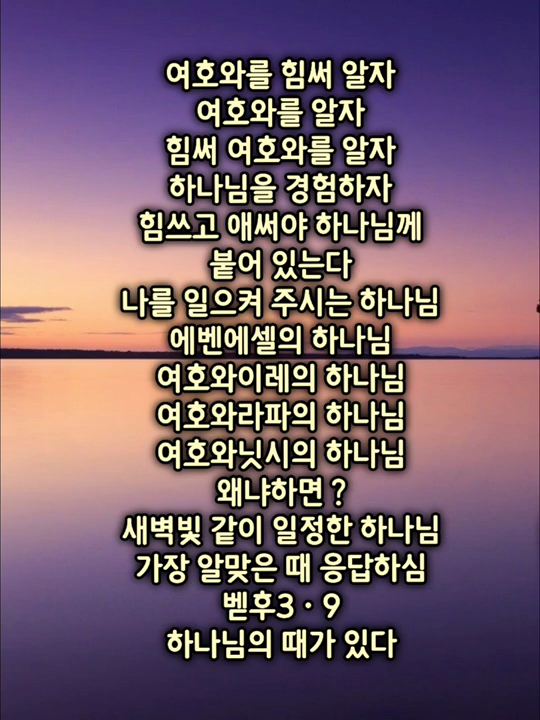 여호와를 힘써 알자
여호와를 알자
힘써 여호와를 알자
하나님을 경험하자
힘쓰고 애써야 하나님께
붙어 있는다
나를 일으켜 주시는 하나님
에벤에셀의 하나님
여호와이레의 하나님
여호와라파의 하나님
여호와닛시의 하나님
왜냐하면 ?
새벽빛 같이 일정한 하나님
가장 알맞은 때 응답하심
벧후3 · 9
하나님의 때가 있다